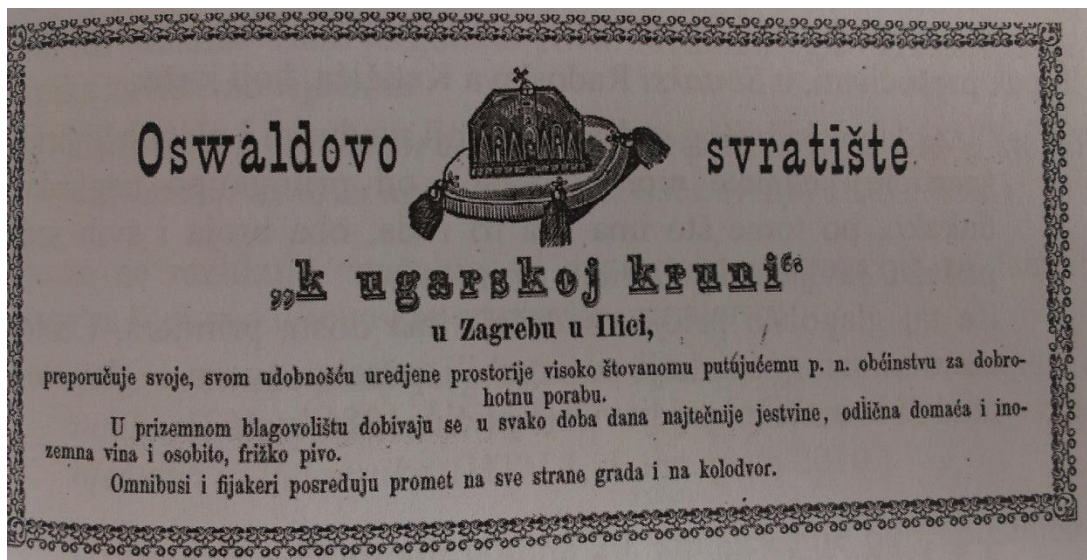 Oswaldovo svratište
„k ugarskoj kruni“
u Zagrebu u Ilici,
preporučuje svoje, svom udobnošću uredjene prostorije visoko štovanomu putujućemu p. n. obćinstvu za dobro-
hotnu porabu.
U prizemnom blagovolištu dobivaju se u svako doba dana najtečnije jestvine, odlična domaća i ino-
zemna vina i osobito, frižko pivo.
Omnibusi i fijakeri posreduju promet na sve strane grada i na kolodvor.